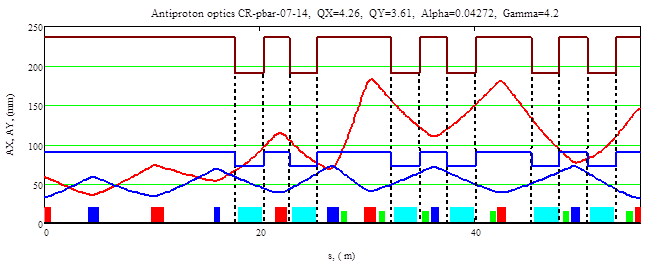 Antiproton optics CR-pbar-07-14, QX=4.26, QY=3.61, Alpha=0.04272, Gamma=4.2
250
200
150
100
50
0
AX, AY, (mm)
0 20 40
s, ( m)